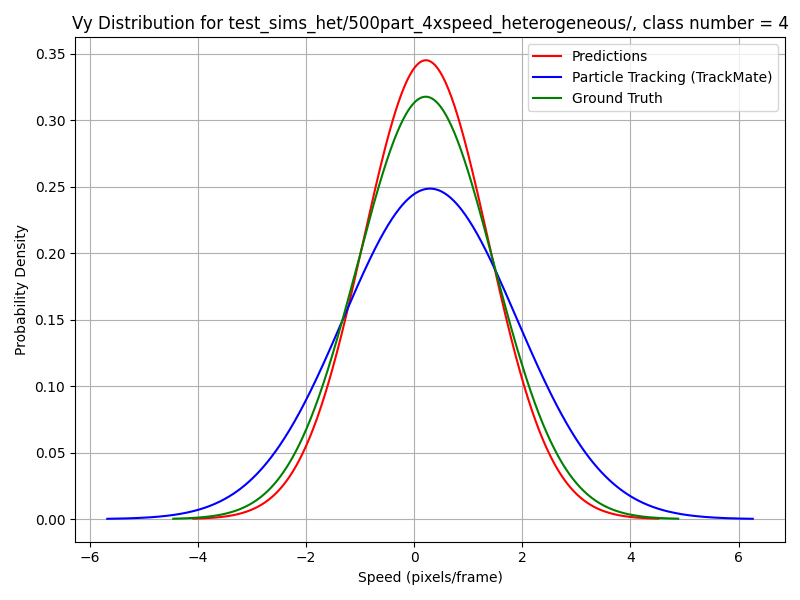 Vy Distribution for test_sims_het/500part_4xspeed_heterogeneous/, class number = 4
Predictions
Particle Tracking (TrackMate)
Ground Truth
Probability Density
0.35
0.30
0.25
0.20
0.15
0.10
0.05
0.00
−6
−4
−2
0
2
4
6
Speed (pixels/frame)